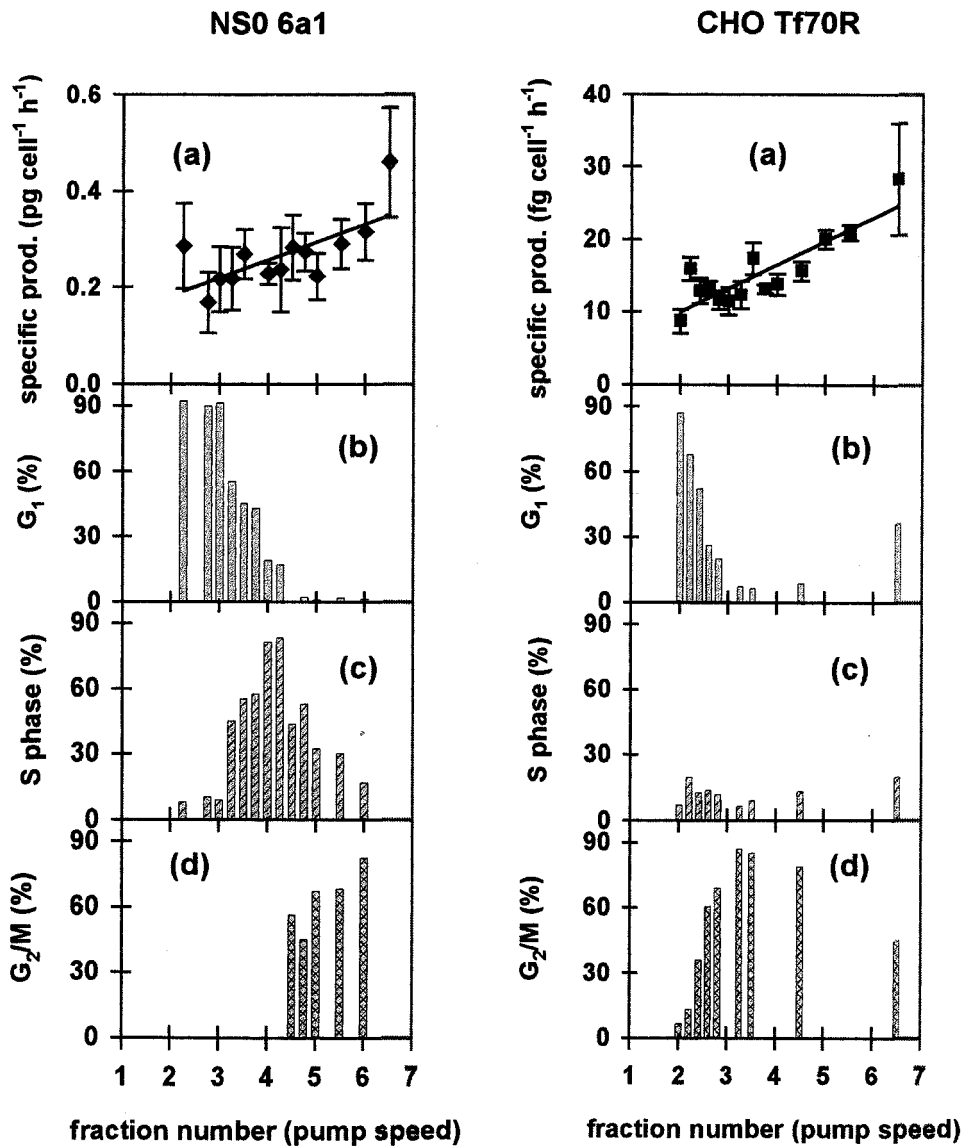 NS0 6a1
CHO Tf70R
specific prod. (pg cell⁻¹ h⁻¹)
0.6
0.4
0.2
0.0
(a)
specific prod. (fg cell⁻¹ h⁻¹)
40
30
20
10
0
(a)
G₁ (%)
90
60
30
0
(b)
G₁ (%)
90
60
30
0
(b)
S phase (%)
90
60
30
0
(c)
S phase (%)
90
60
30
0
(c)
G₂/M (%)
90
60
30
0
(d)
G₂/M (%)
90
60
30
0
(d)
1 2 3 4 5 6 7
1 2 3 4 5 6 7
fraction number (pump speed)
fraction number (pump speed)